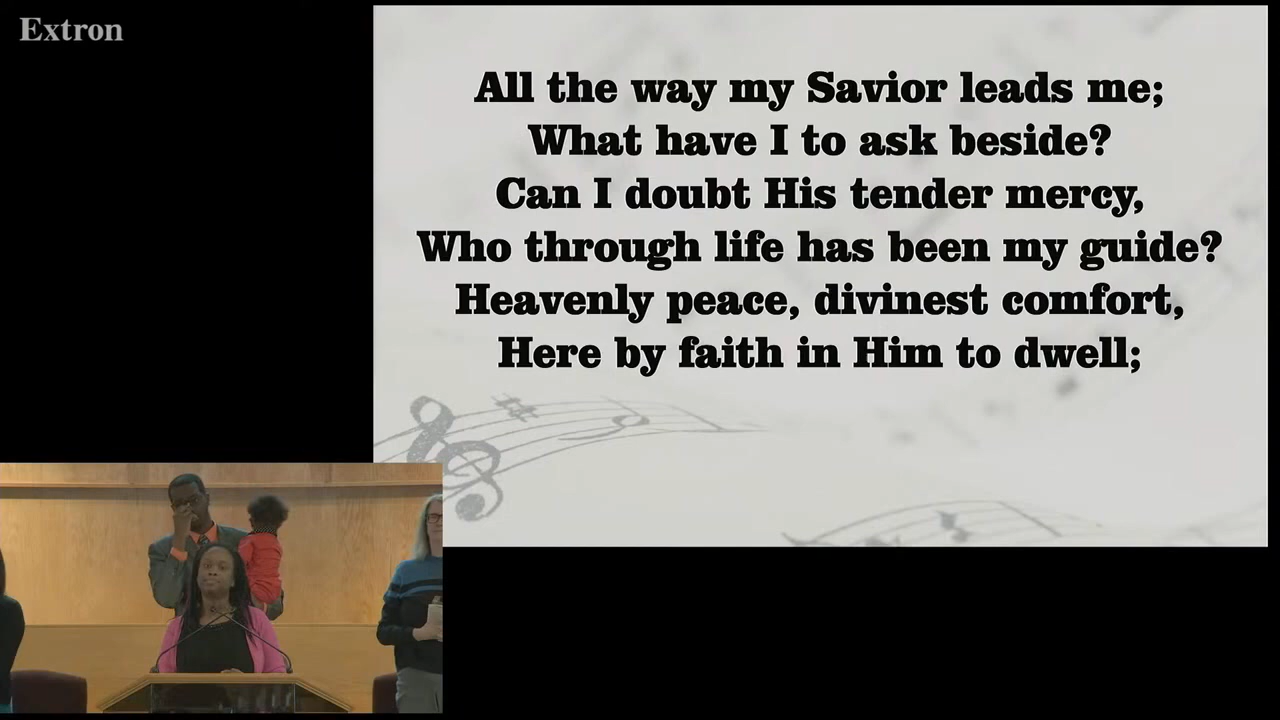 Extron
All the way my Savior leads me;
What have I to ask beside?
Can I doubt His tender mercy,
Who through life has been my guide?
Heavenly peace, divinest comfort,
Here by faith in Him to dwell;